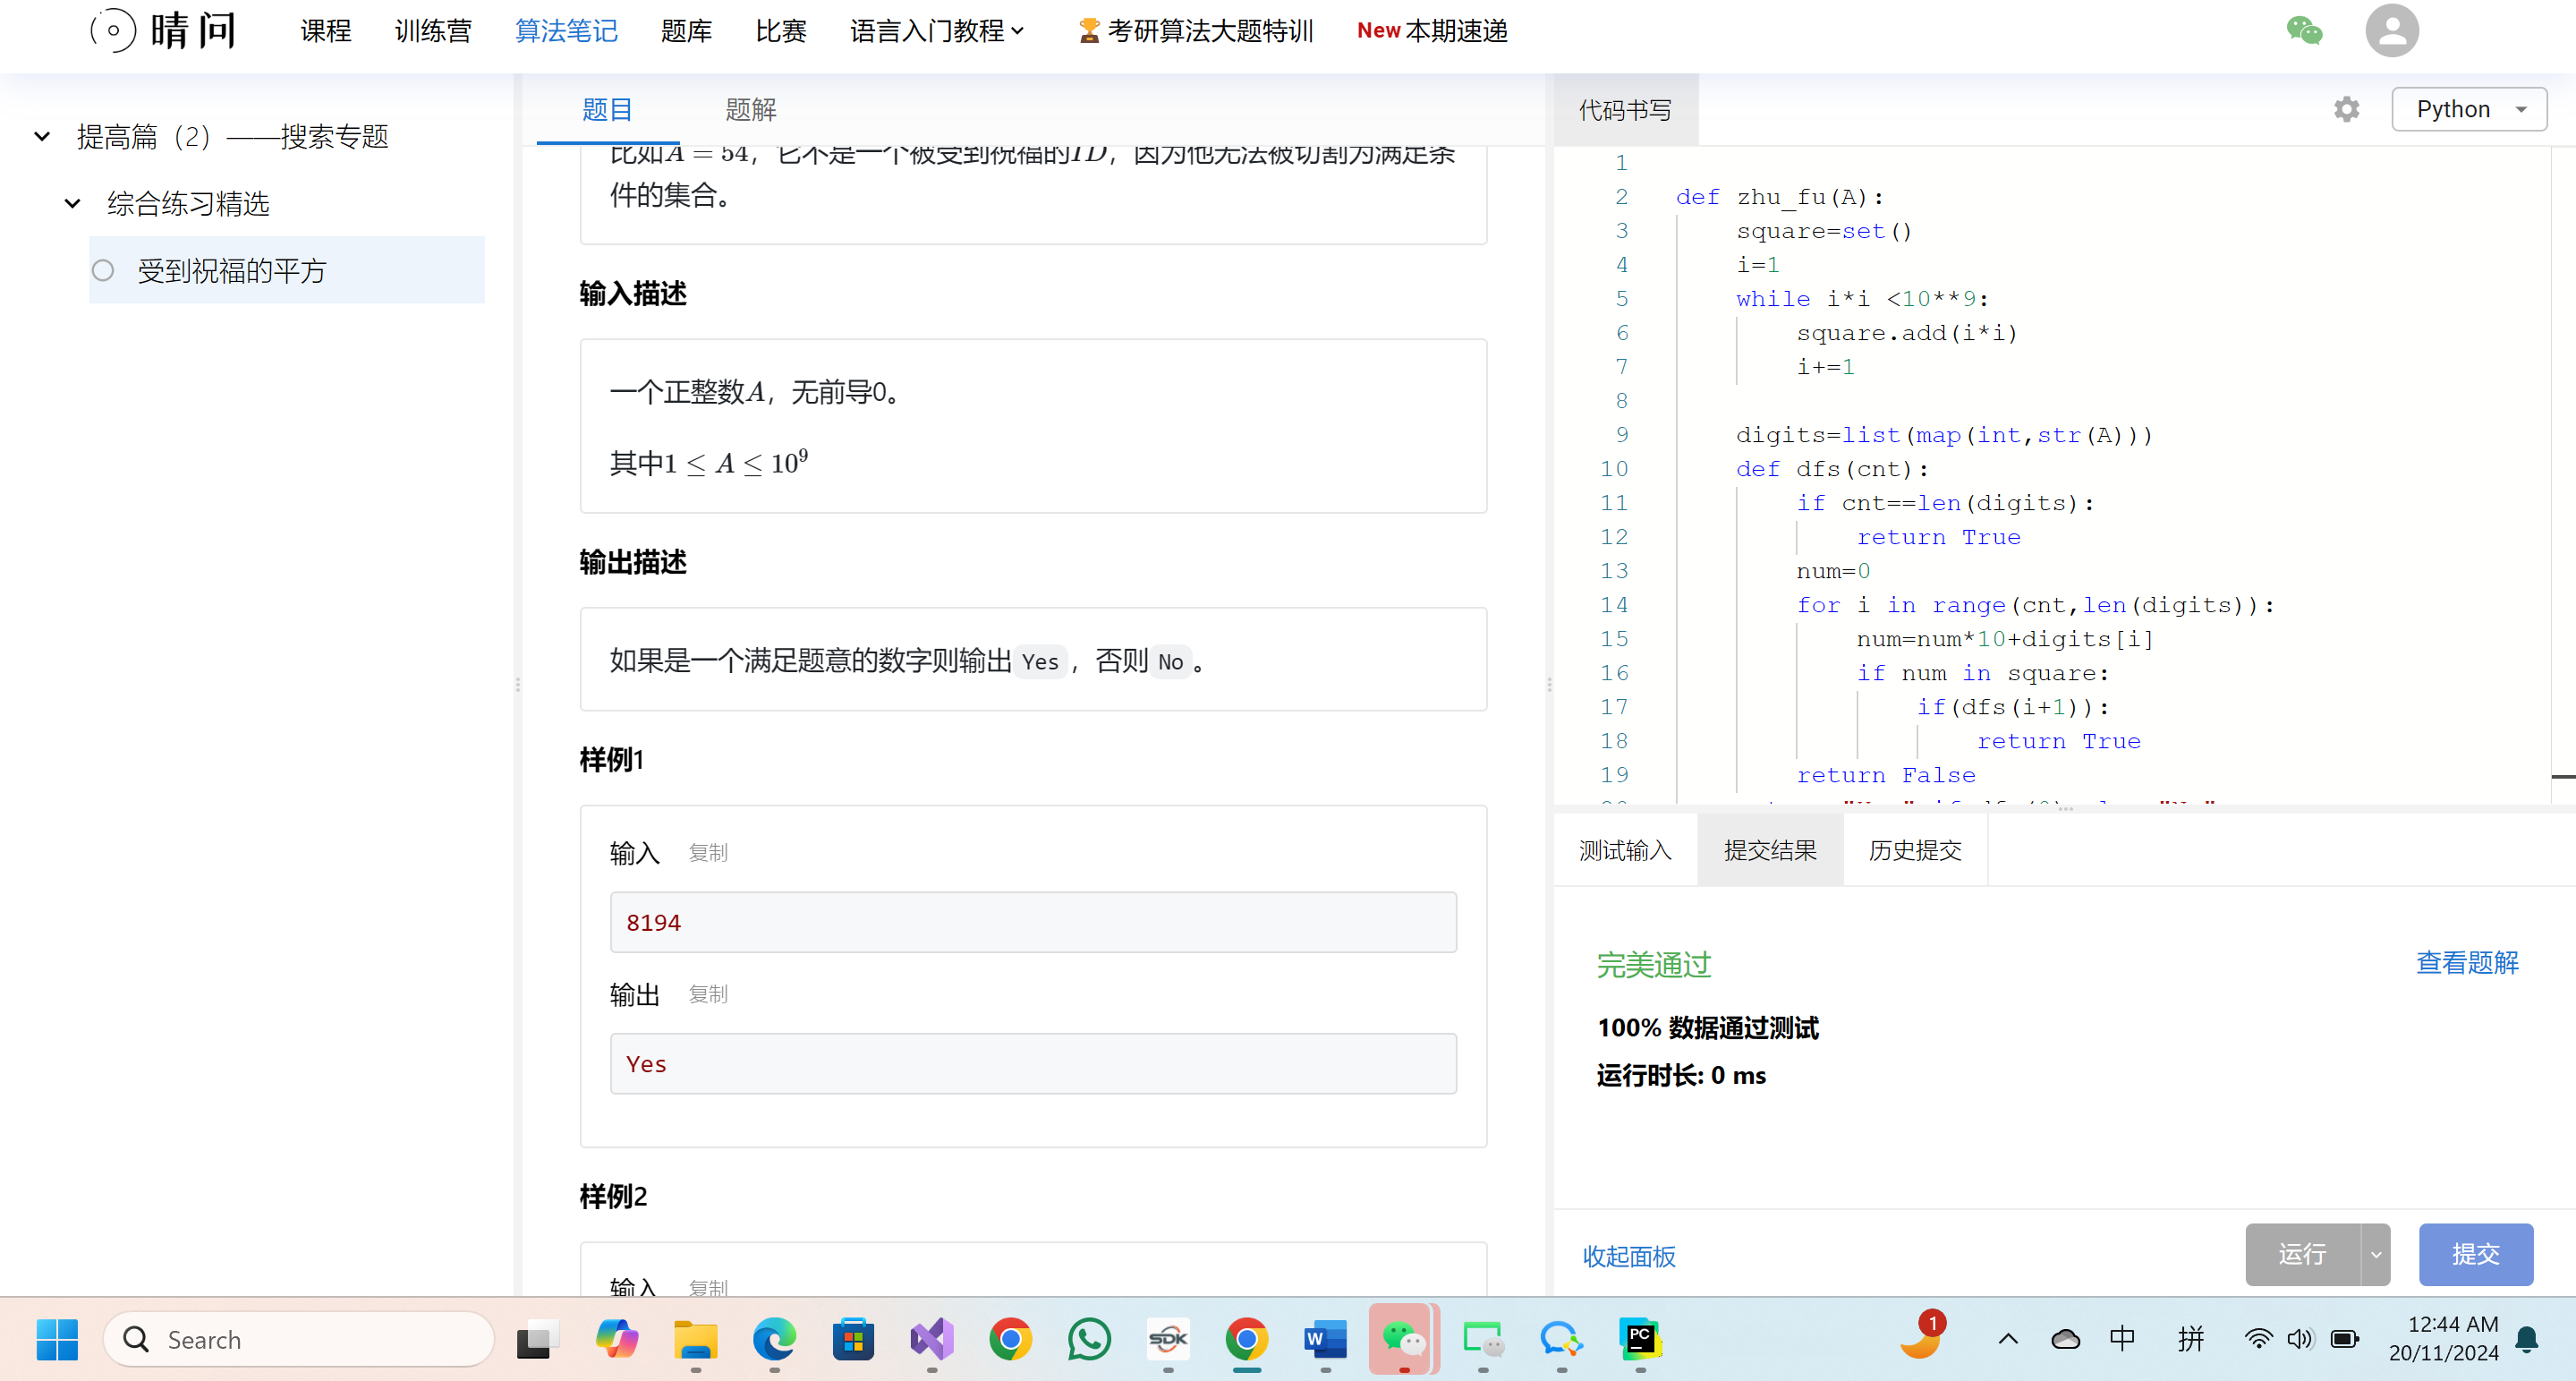 晴问 课程 训练营 算法笔记 题库 比赛 语言入门教程 考研算法大题特训 New 本期速递
提高篇（2）——搜索专题
综合练习精选
受到祝福的平方
题目 题解
比如A = 54，它不是一个被受到祝福的ID，因为他无法被切割为满足条
件的集合。
输入描述
一个正整数A，无前导0。
其中1 ≤ A ≤ 10⁹
输出描述
如果是一个满足题意的数字则输出 Yes ，否则 No 。
样例1
输入 复制
8194
输出 复制
Yes
样例2
输入 复制
代码书写 Python
1
2 def zhu_fu(A):
3 square=set()
4 i=1
5 while i*i <10**9:
6 square.add(i*i)
7 i+=1
8
9 digits=list(map(int,str(A)))
10 def dfs(cnt):
11 if cnt==len(digits):
12 return True
13 num=0
14 for i in range(cnt,len(digits)):
15 num=num*10+digits[i]
16 if num in square:
17 if(dfs(i+1)):
18 return True
19 return False
测试输入 提交结果 历史提交
完美通过 查看题解
100% 数据通过测试
运行时长: 0 ms
收起面板 运行 提交
Search SDK W PC 1 中 拼 12:44 AM
20/11/2024